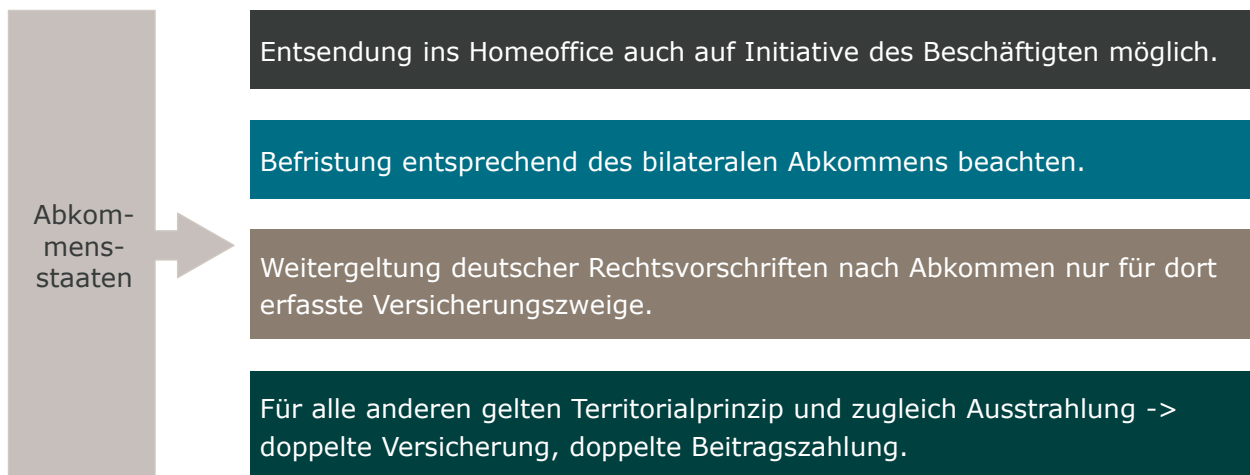 Abkom-
mens-
staaten
Entsendung ins Homeoffice auch auf Initiative des Beschäftigten möglich.
Befristung entsprechend des bilateralen Abkommens beachten.
Weitergeltung deutscher Rechtsvorschriften nach Abkommen nur für dort
erfasste Versicherungszweige.
Für alle anderen gelten Territorialprinzip und zugleich Ausstrahlung ->
doppelte Versicherung, doppelte Beitragszahlung.